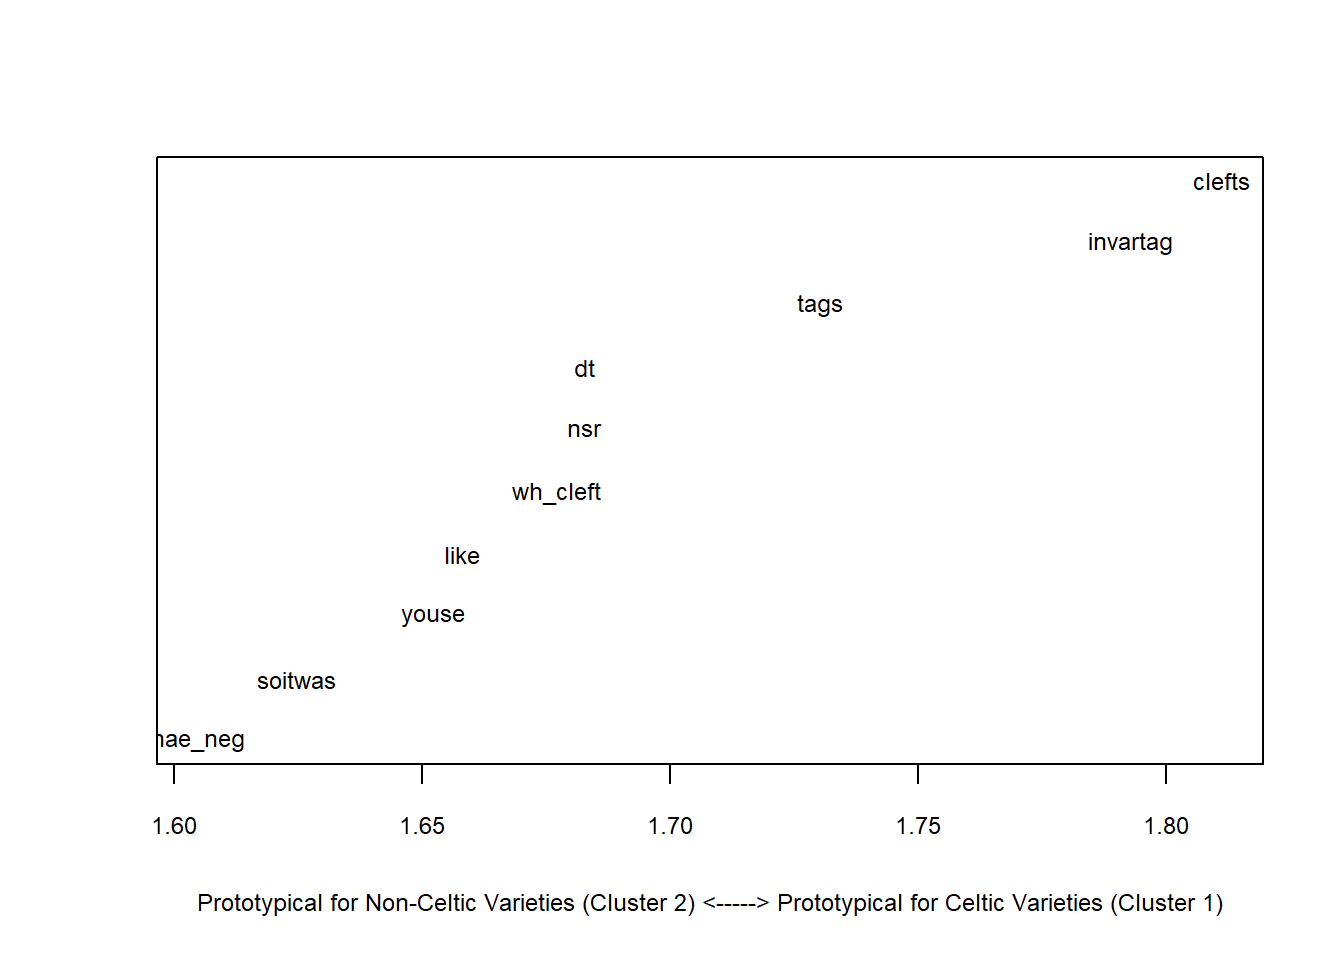 clefts
invartag
tags
dt
nsr
wh_cleft
like
youse
soitwas
nae_neg
1.60 1.65 1.70 1.75 1.80
Prototypical for Non-Celtic Varieties (Cluster 2) <-----> Prototypical for Celtic Varieties (Cluster 1)